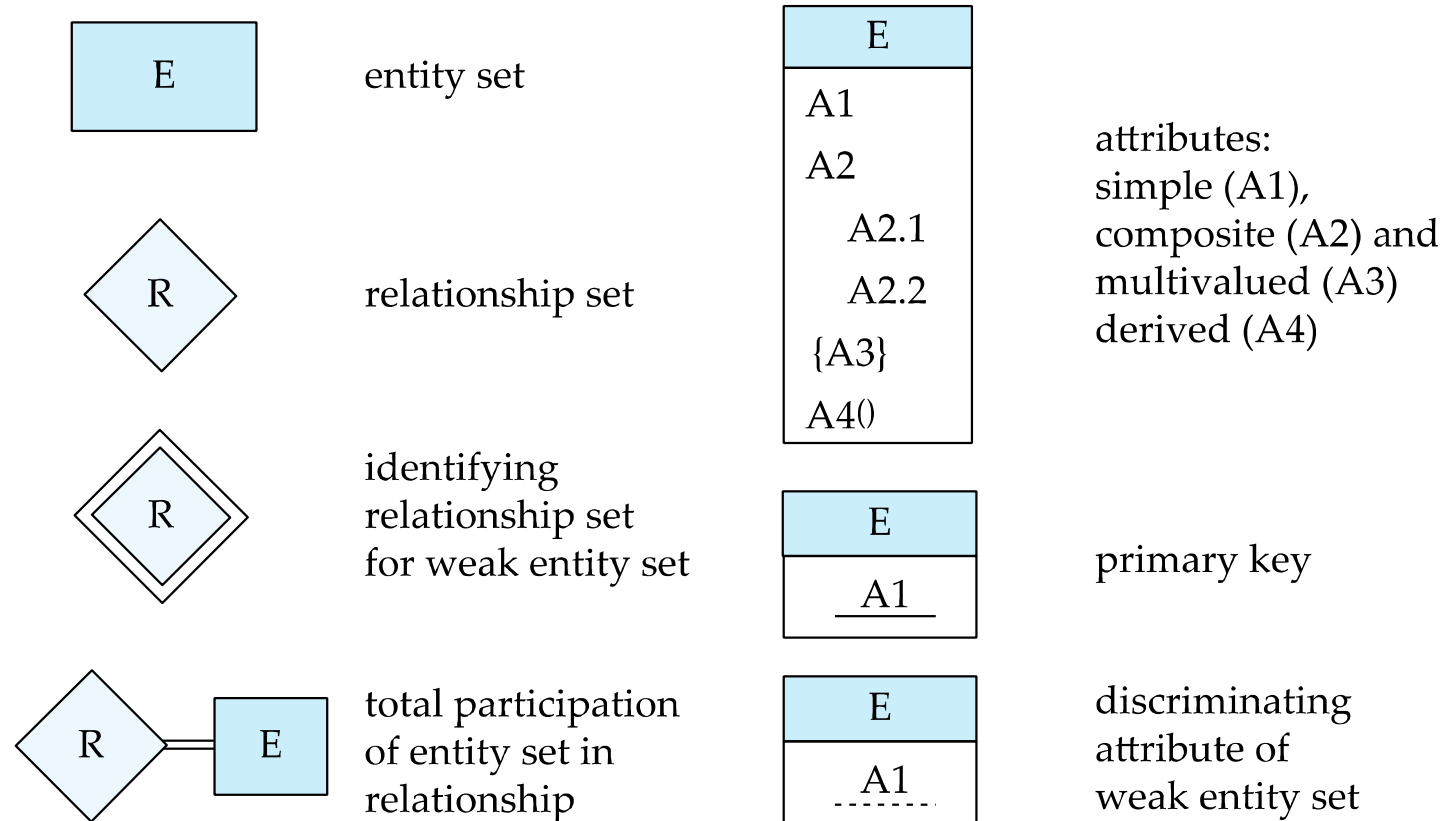 E
entity set
R
relationship set
R
identifying
relationship set
for weak entity set
R
E
total participation
of entity set in
relationship
E
A1
A2
A2.1
A2.2
{A3}
A4()
attributes:
simple (A1),
composite (A2) and
multivalued (A3)
derived (A4)
E
A1
primary key
E
A1
discriminating
attribute of
weak entity set